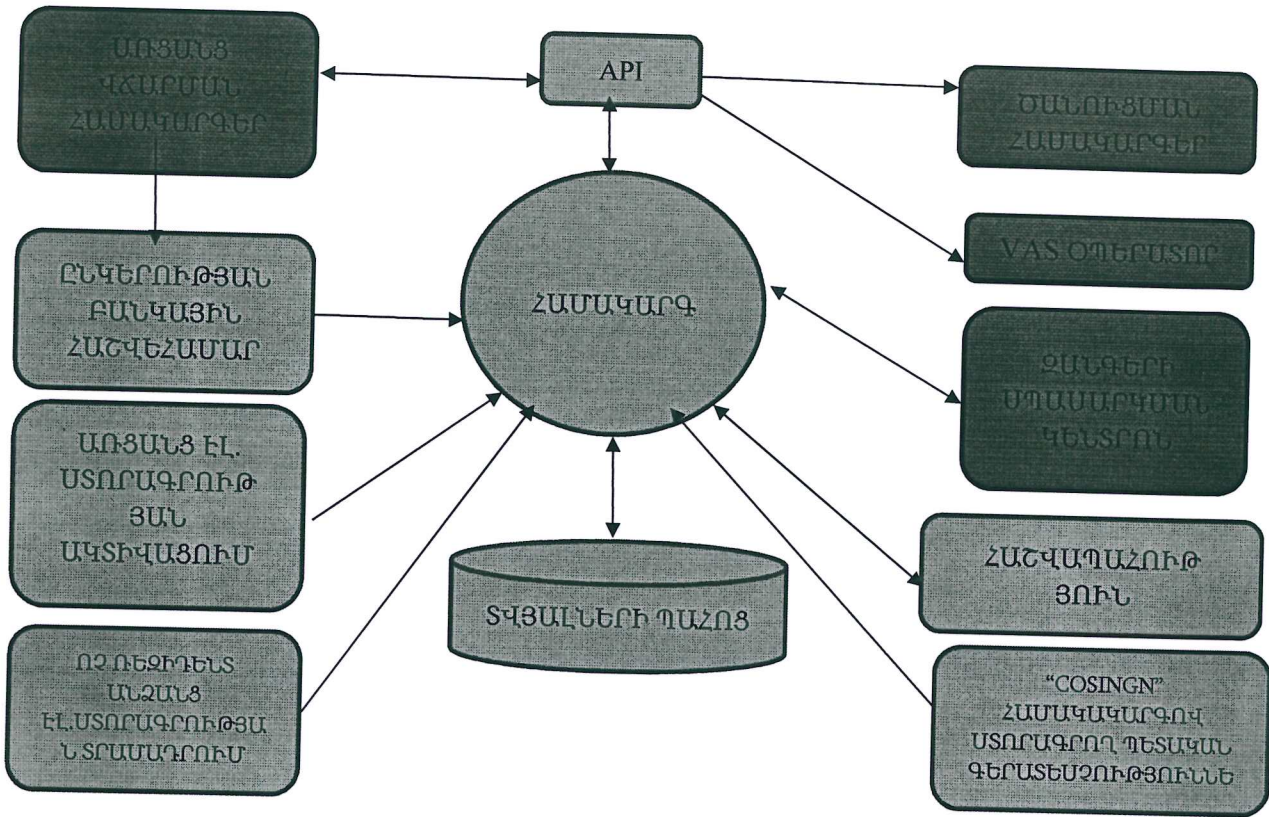 ԱՌՑԱՆՑ
ՎՃԱՐՄԱՆ
ՀԱՄԱԿԱՐԳԵՐ
API
ԾԱՆՈՒՑՄԱՆ
ՀԱՄԱԿԱՐԳԵՐ
VAS ՕՊԵՐԱՏՈՐ
ԸՆԿԵՐՈՒԹՅԱՆ
ԲԱՆԿԱՅԻՆ
ՀԱՇՎԵՀԱՄԱՐ
ՀԱՄԱԿԱՐԳ
ԶԱՆԳԵՐԻ
ՍՊԱՍԱՐԿՄԱՆ
ԿԵՆՏՐՈՆ
ԱՌՑԱՆՑ ԷԼ.
ՍՏՈՐԱԳՐՈՒԹ
ՅԱՆ
ԱԿՏԻՎԱՑՈՒՄ
ՏՎՅԱԼՆԵՐԻ ՊԱՀՈՑ
ՀԱՇՎԱՊԱՀՈՒԹ
ՅՈՒՆ
ՈՉ ՌԵԶԻԴԵՆՏ
ԱՆՁԱՆՑ
ԷԼ.ՍՏՈՐԱԳՐՈՒԹՅԱ
Ն ՏՐԱՄԱԴՐՈՒՄ
“COSINGN”
ՀԱՄԱԿԱԿԱՐԳՈՎ
ՍՏՈՐԱԳՐՈՂ ՊԵՏԱԿԱՆ
ԳԵՐԱՏԵՍՉՈՒԹՅՈՒՆՆԵ